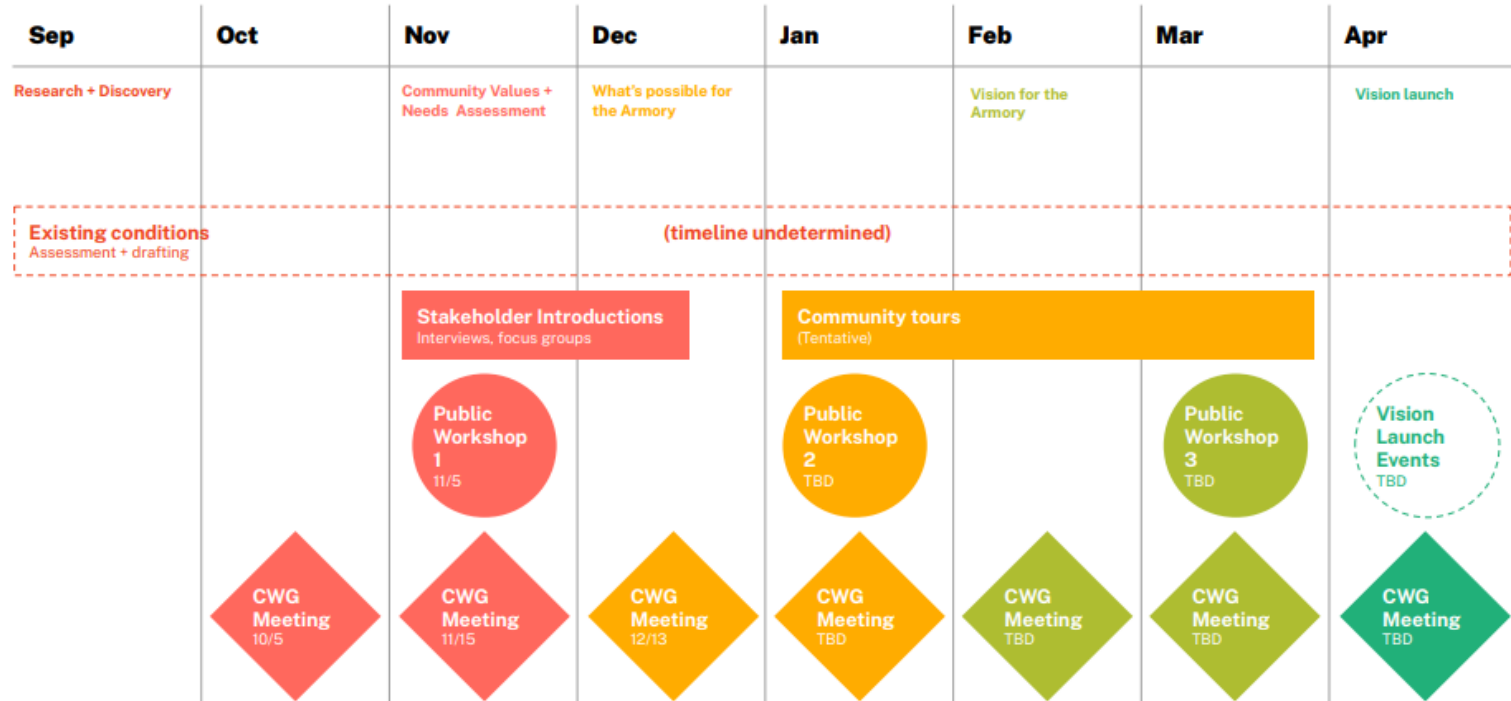 Sep
Oct
Nov
Dec
Jan
Feb
Mar
Apr
Research + Discovery
Community Values +
Needs Assessment
What's possible for
the Armory
Vision for the
Armory
Vision launch
Existing conditions
Assessment + drafting
(timeline undetermined)
Stakeholder Introductions
Interviews, focus groups
Community tours
(Tentative)
Public
Workshop
1
11/5
Public
Workshop
2
TBD
Public
Workshop
3
TBD
Vision
Launch
Events
TBD
CWG
Meeting
10/5
CWG
Meeting
11/15
CWG
Meeting
12/13
CWG
Meeting
TBD
CWG
Meeting
TBD
CWG
Meeting
TBD
CWG
Meeting
TBD